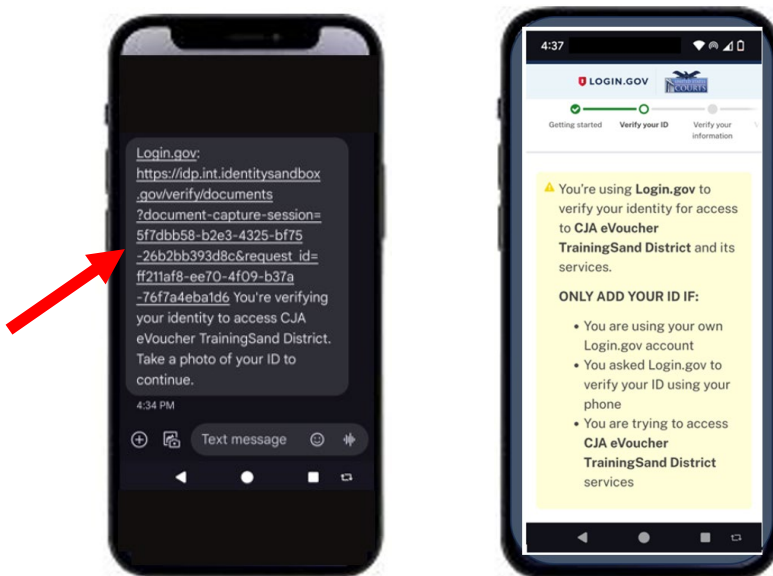 Login.gov:
https://idp.int.identitysandbox
.gov/verify/documents
?document-capture-session=
5f7dbb58-b2e3-4325-bf75
-26b2bb393d8c&request_id=
ff211af8-ee70-4f09-b37a
-76f7a4eba1d6 You're verifying
your identity to access CJA
eVoucher TrainingSand District.
Take a photo of your ID to
continue.
4:34 PM
Text message
4:37
LOGIN.GOV COURTS
Getting started Verify your ID Verify your
information
You're using Login.gov to
verify your identity for access
to CJA eVoucher
TrainingSand District and its
services.
ONLY ADD YOUR ID IF:
• You are using your own
Login.gov account
• You asked Login.gov to
verify your ID using your
phone
• You are trying to access
CJA eVoucher
TrainingSand District
services